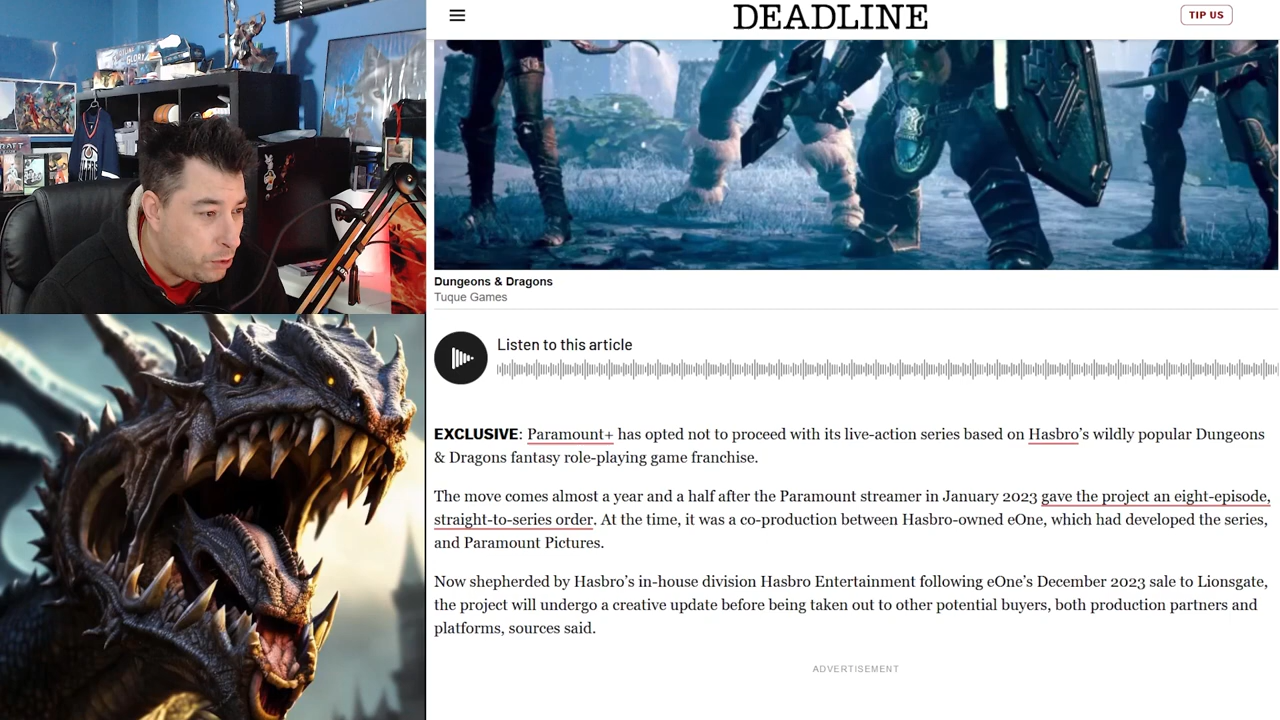 DEADLINE
TIP US
Dungeons & Dragons
Tuque Games
Listen to this article
EXCLUSIVE: Paramount+ has opted not to proceed with its live-action series based on Hasbro’s wildly popular Dungeons
& Dragons fantasy role-playing game franchise.
The move comes almost a year and a half after the Paramount streamer in January 2023 gave the project an eight-episode,
straight-to-series order. At the time, it was a co-production between Hasbro-owned eOne, which had developed the series,
and Paramount Pictures.
Now shepherded by Hasbro’s in-house division Hasbro Entertainment following eOne’s December 2023 sale to Lionsgate,
the project will undergo a creative update before being taken out to other potential buyers, both production partners and
platforms, sources said.
ADVERTISEMENT
GLORY